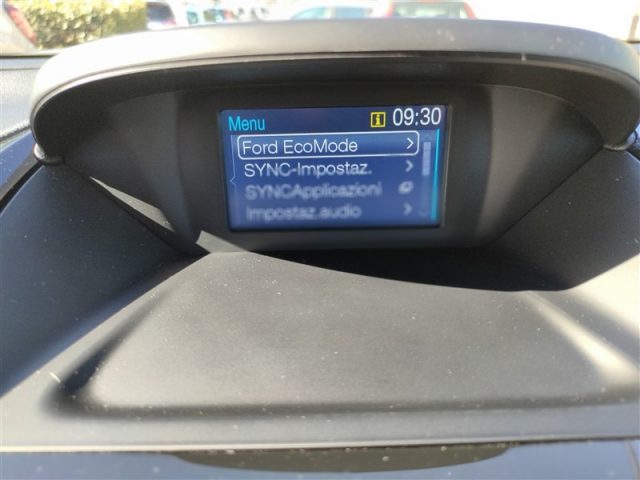 Menu i 09:30
Ford EcoMode
SYNC-Impostaz.
SYNCApplicazioni
Impostaz.audio